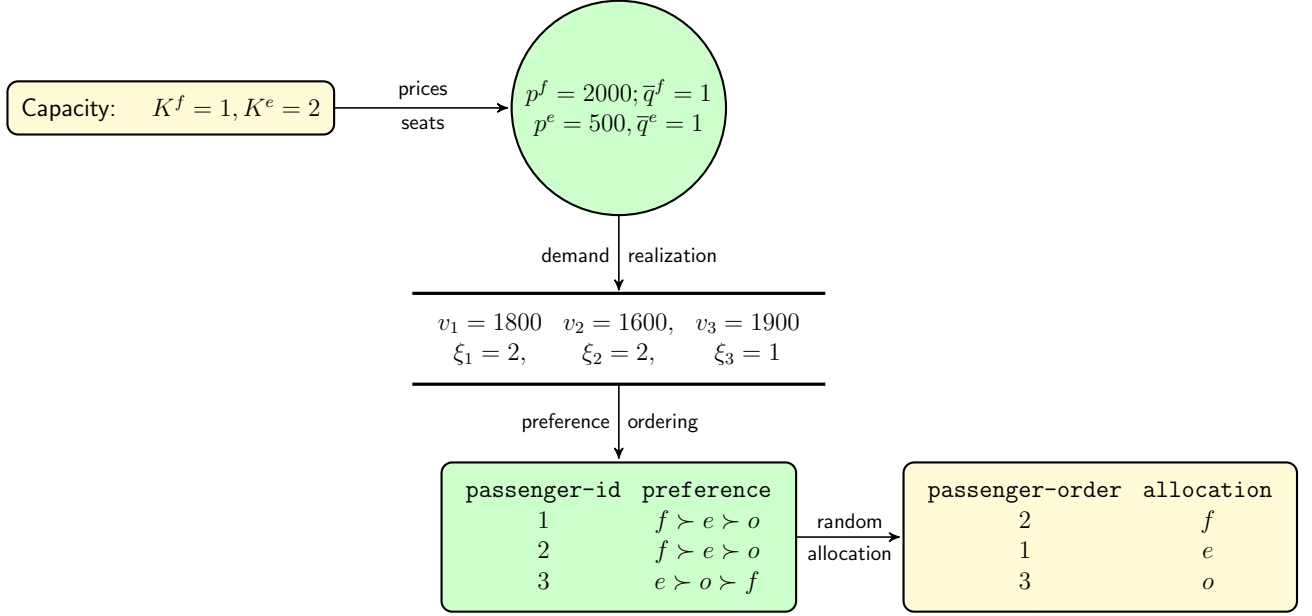 Capacity: K^f = 1, K^e = 2
prices
seats
p^f = 2000; q̅^f = 1
p^e = 500, q̅^e = 1
demand realization
v_1 = 1800 v_2 = 1600, v_3 = 1900
ξ_1 = 2, ξ_2 = 2, ξ_3 = 1
preference ordering
passenger-id preference
1 f ≻ e ≻ o
2 f ≻ e ≻ o
3 e ≻ o ≻ f
random
allocation
passenger-order allocation
2 f
1 e
3 o